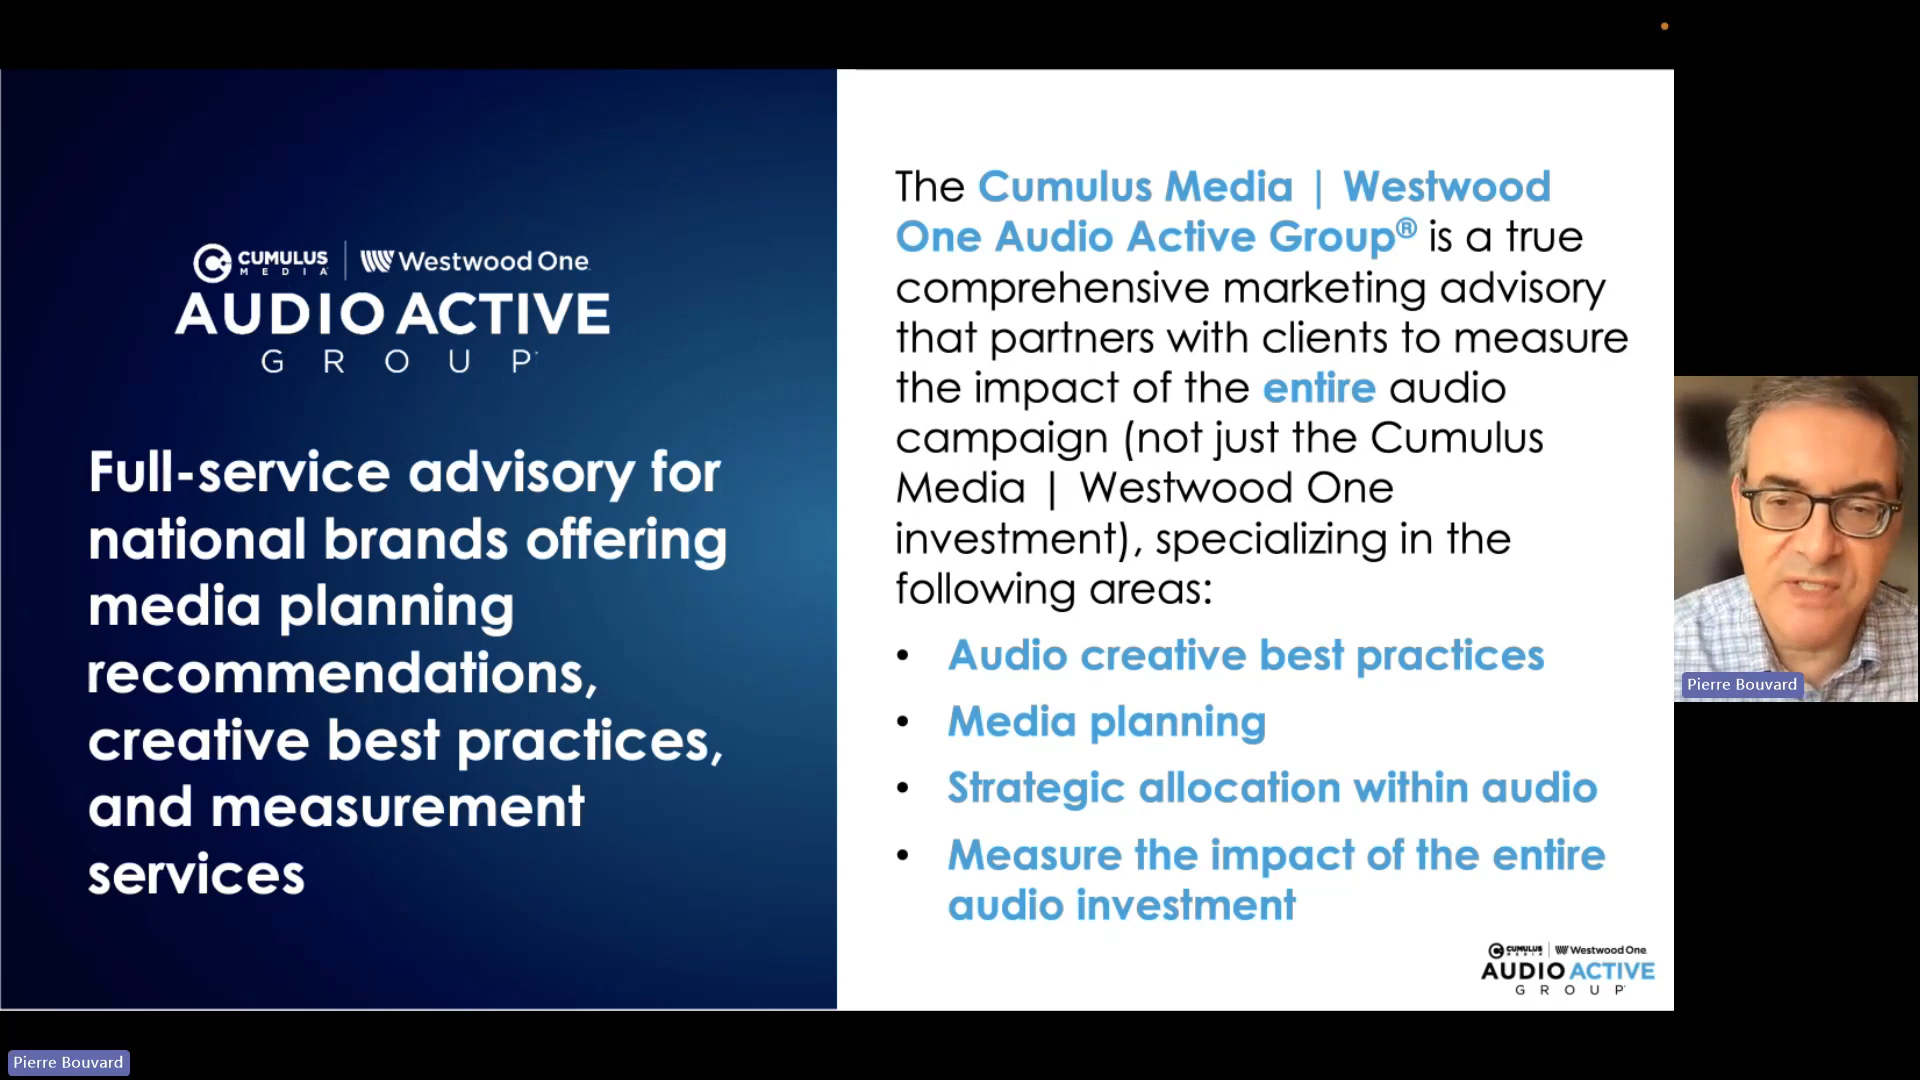 CUMULUS MEDIA | Westwood One
AUDIO ACTIVE
GROUP
Full-service advisory for
national brands offering
media planning
recommendations,
creative best practices,
and measurement
services
The Cumulus Media | Westwood
One Audio Active Group® is a true
comprehensive marketing advisory
that partners with clients to measure
the impact of the entire audio
campaign (not just the Cumulus
Media | Westwood One
investment), specializing in the
following areas:
• Audio creative best practices
• Media planning
• Strategic allocation within audio
• Measure the impact of the entire
audio investment
CUMULUS MEDIA | Westwood One
AUDIO ACTIVE
GROUP
Pierre Bouvard
Pierre Bouvard